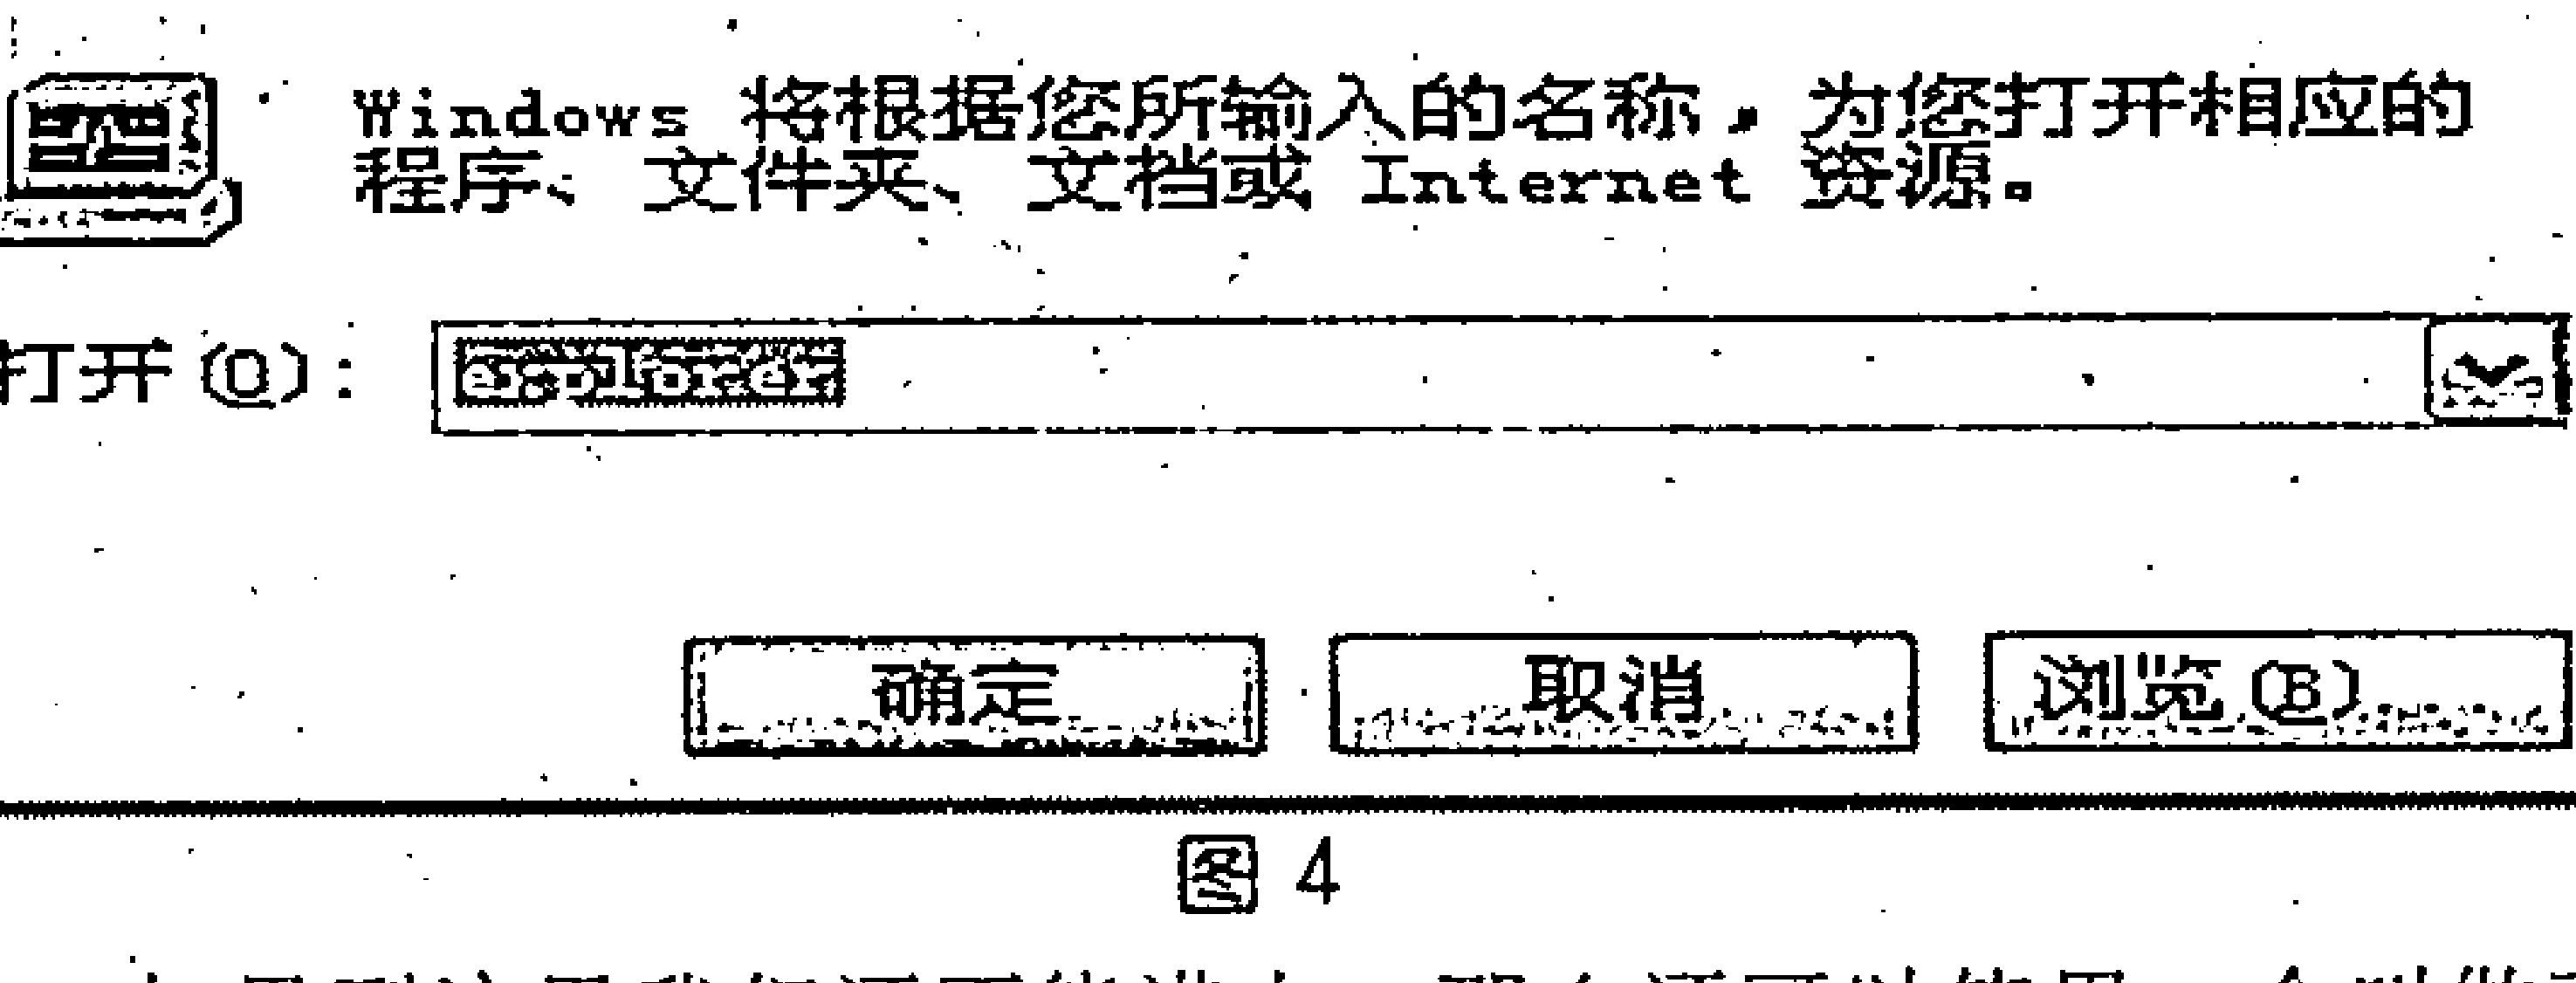 Windows 将根据您所输入的名称，为您打开相应的
程序、文件夹、文档或 Internet 资源。
打开(O)：
explorer
确定 取消 浏览(B)
图 4